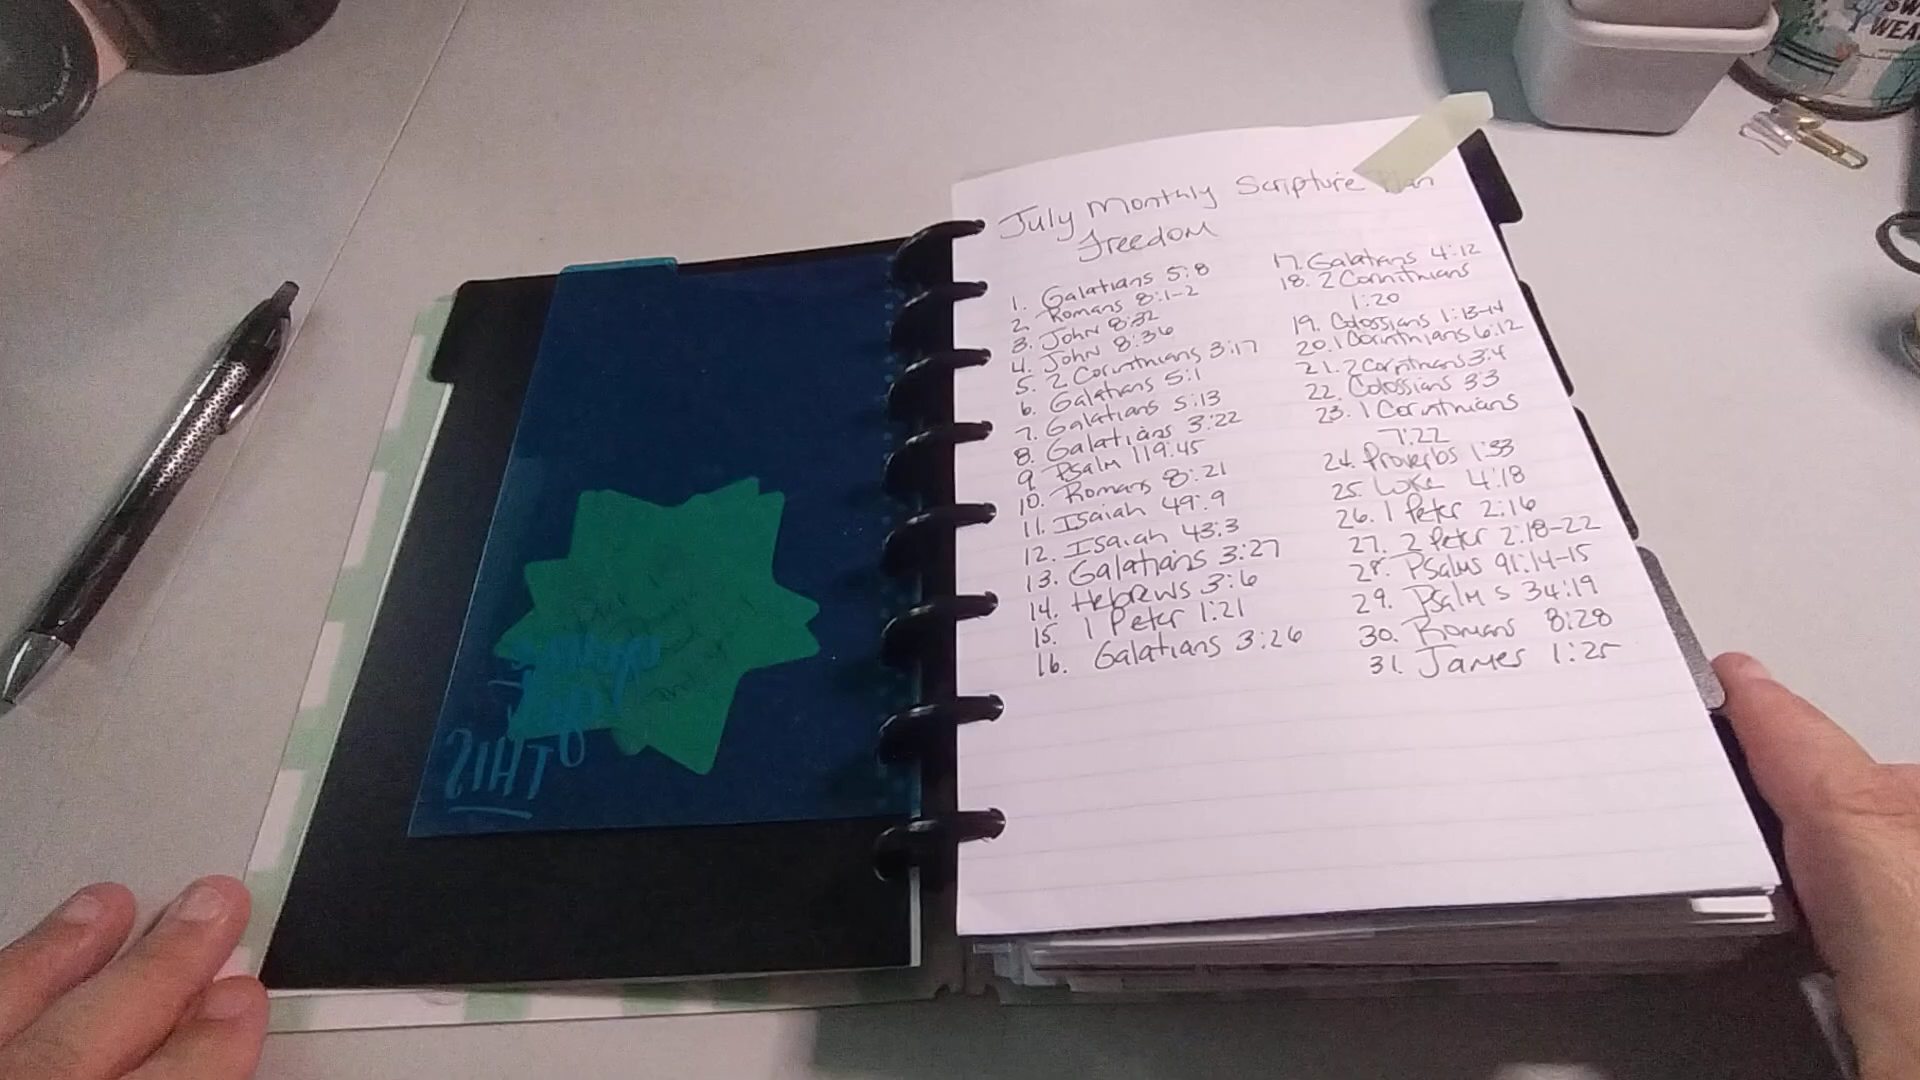 July Monthly Scripture Plan
Freedom
1. Galatians 5:8
2. Romans 8:1-2
3. John 8:32
4. John 8:36
5. 2 Corinthians 3:17
6. Galatians 5:1
7. Galatians 5:13
8. Galatians 3:22
9. Psalm 119:45
10. Romans 8:21
11. Isaiah 49:9
12. Isaiah 43:3
13. Galatians 3:27
14. Hebrews 3:6
15. 1 Peter 1:21
16. Galatians 3:26
17. Galatians 4:12
18. 2 Corinthians
1:20
19. Colossians 1:13-14
20. 1 Corinthians 6:12
21. 2 Corinthians 3:4
22. Colossians 3:3
23. 1 Corinthians
7:22
24. Proverbs 1:33
25. Luke 4:18
26. 1 Peter 2:16
27. 2 Peter 2:18-22
28. Psalms 91:14-15
29. Psalms 34:19
30. Romans 8:28
31. James 1:25
THIS